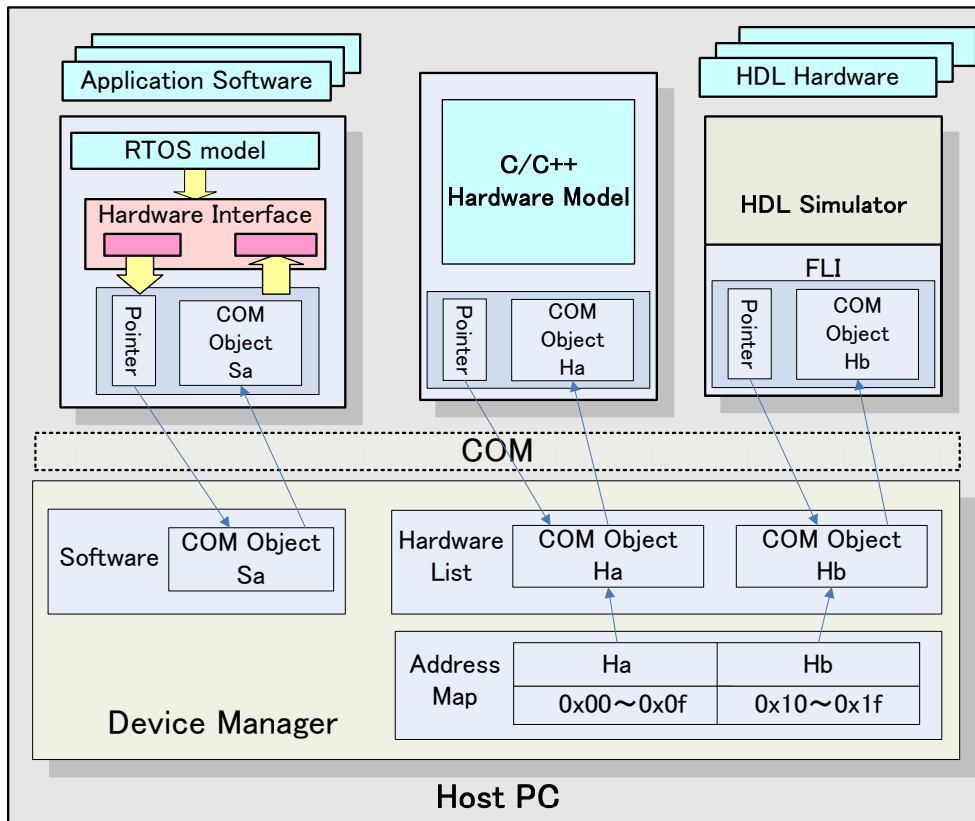 Application Software
RTOS model
Hardware Interface
Pointer
COM
Object
Sa
C/C++
Hardware Model
Pointer
COM
Object
Ha
HDL Hardware
HDL Simulator
FLI
Pointer
COM
Object
Hb
COM
Software
COM Object
Sa
Hardware
List
COM Object
Ha
COM Object
Hb
Address
Map
Ha
Hb
0x00～0x0f
0x10～0x1f
Device Manager
Host PC